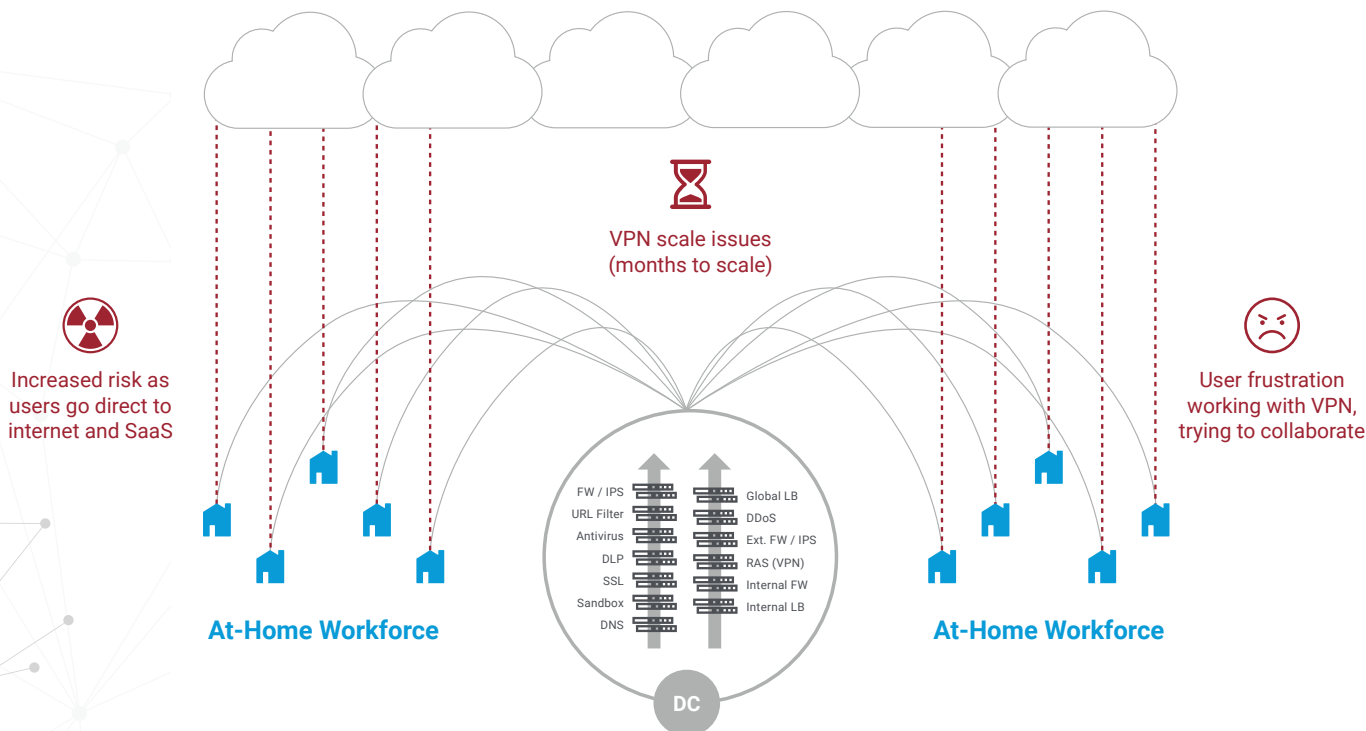 VPN scale issues
(months to scale)
Increased risk as
users go direct to
internet and SaaS
User frustration
working with VPN,
trying to collaborate
FW / IPS
URL Filter
Antivirus
DLP
SSL
Sandbox
DNS
Global LB
DDoS
Ext. FW / IPS
RAS (VPN)
Internal FW
Internal LB
At-Home Workforce
At-Home Workforce
DC